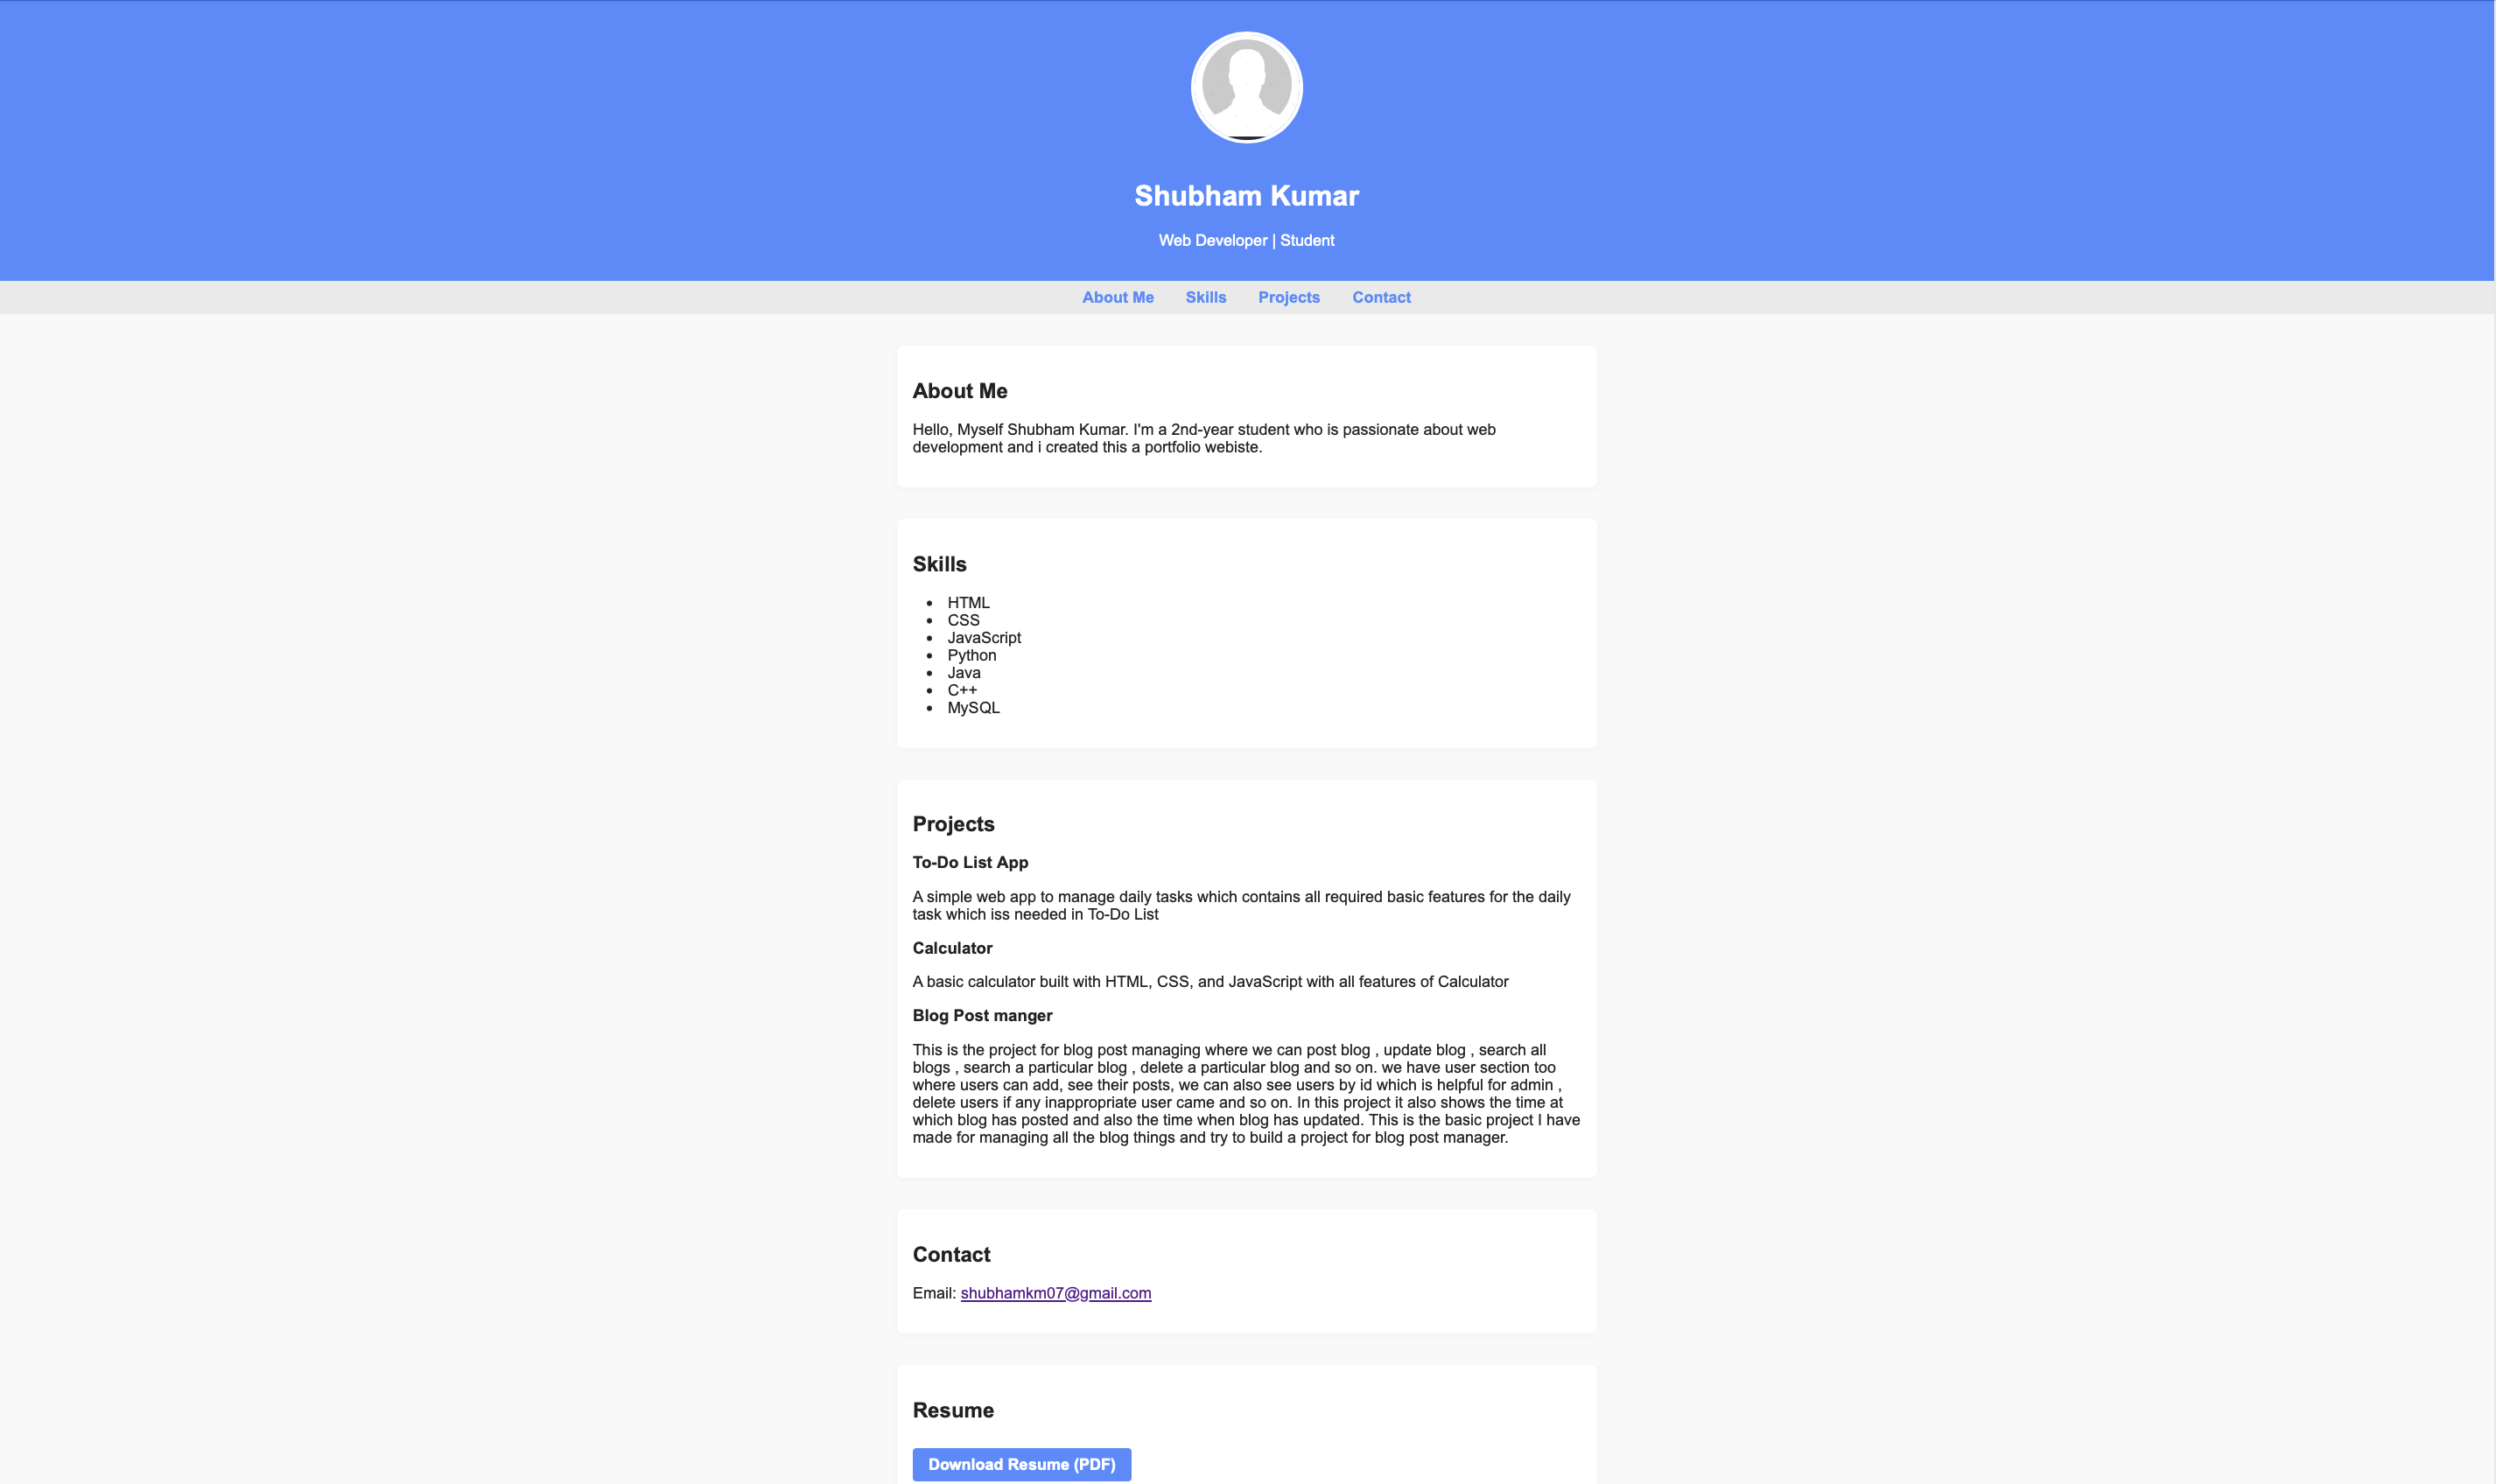 Shubham Kumar
Web Developer | Student
About Me Skills Projects Contact
About Me
Hello, Myself Shubham Kumar. I'm a 2nd-year student who is passionate about web
development and i created this a portfolio webiste.
Skills
• HTML
• CSS
• JavaScript
• Python
• Java
• C++
• MySQL
Projects
To-Do List App
A simple web app to manage daily tasks which contains all required basic features for the daily
task which iss needed in To-Do List
Calculator
A basic calculator built with HTML, CSS, and JavaScript with all features of Calculator
Blog Post manger
This is the project for blog post managing where we can post blog , update blog , search all
blogs , search a particular blog , delete a particular blog and so on. we have user section too
where users can add, see their posts, we can also see users by id which is helpful for admin ,
delete users if any inappropriate user came and so on. In this project it also shows the time at
which blog has posted and also the time when blog has updated. This is the basic project I have
made for managing all the blog things and try to build a project for blog post manager.
Contact
Email: shubhamkm07@gmail.com
Resume
Download Resume (PDF)